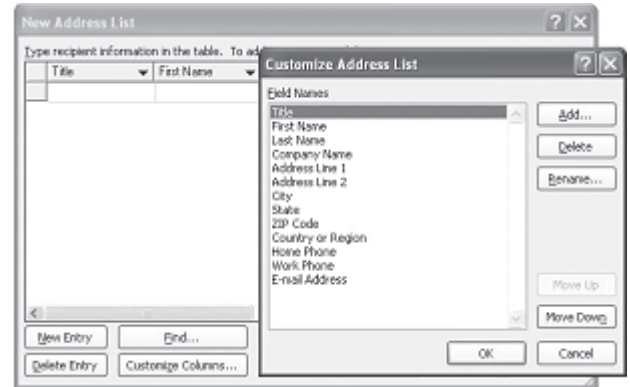 New Address List
Type recipient information in the table. To ad
Title
First Name
New Entry
Find...
Delete Entry
Customize Columns...
Customize Address List
Field Names
Title
First Name
Last Name
Company Name
Address Line 1
Address Line 2
City
State
ZIP Code
Country or Region
Home Phone
Work Phone
E-mail Address
Add...
Delete
Rename...
Move Up
Move Down
OK
Cancel